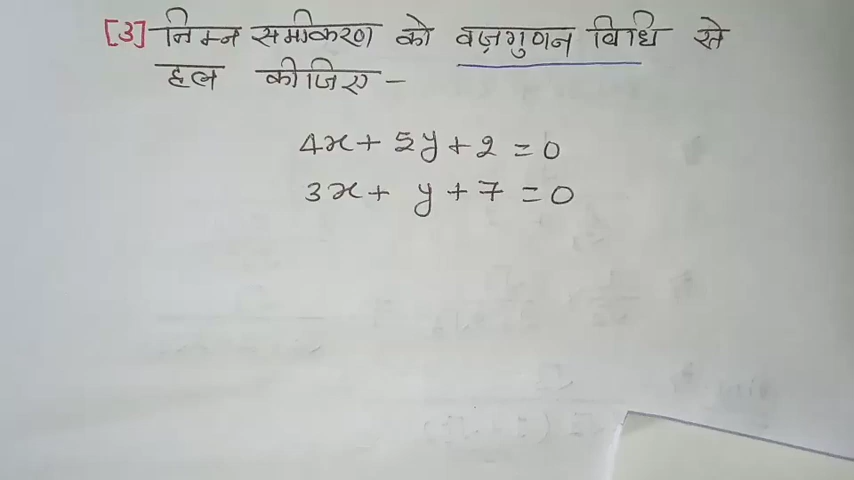 [3] निम्न समीकरण को वज्रगुणन विधि से
हल कीजिए -
4x + 5y + 2 = 0
3x + y + 7 = 0